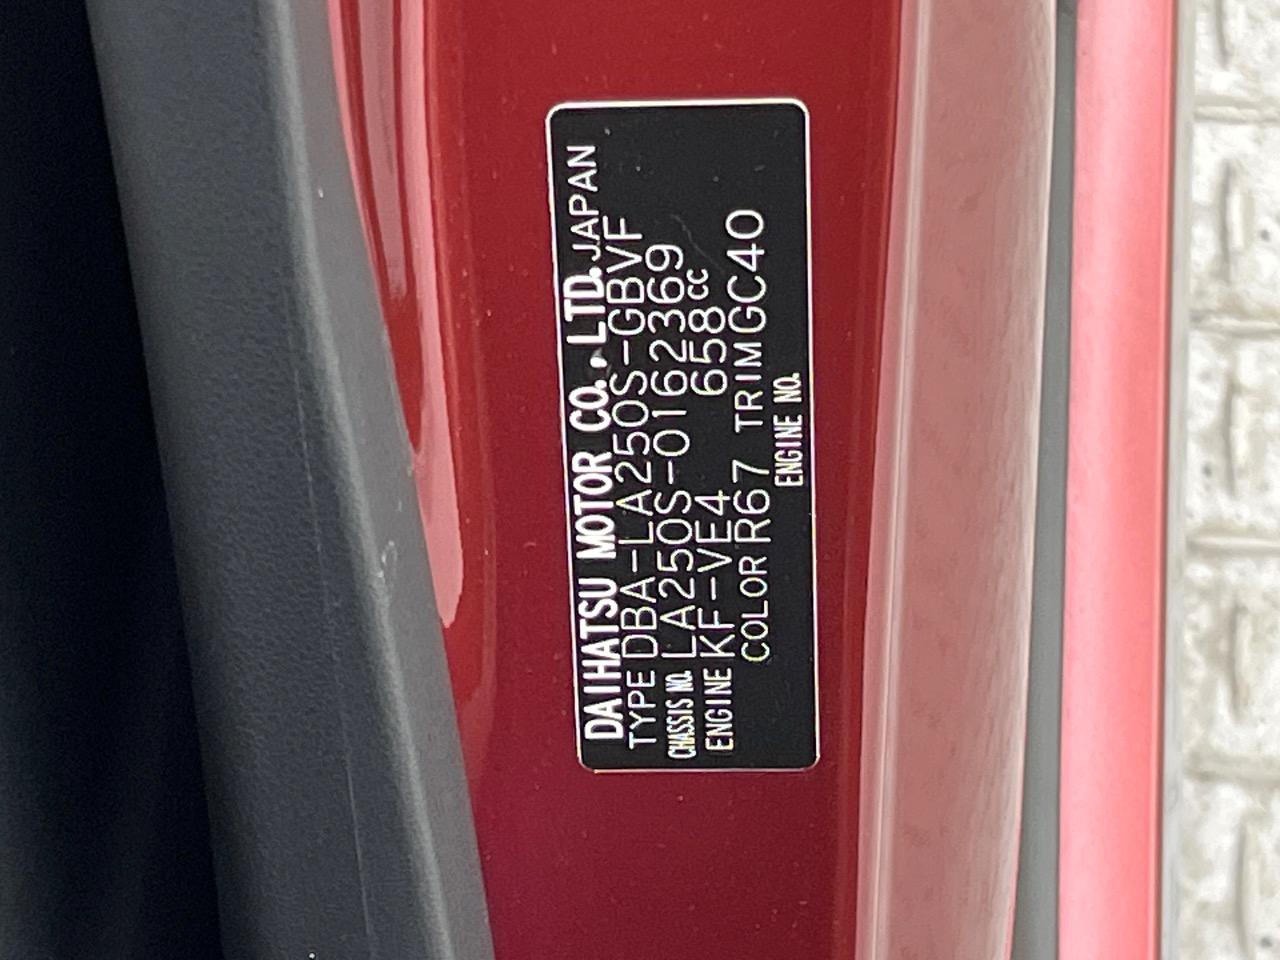 DAIHATSU MOTOR CO., LTD. JAPAN
TYPE DBA-LA250S-GBVF
CHASSIS NO. LA250S-0162369
ENGINE KF-VE4 658cc
COLOR R67 TRIM GC40
ENGINE NO.